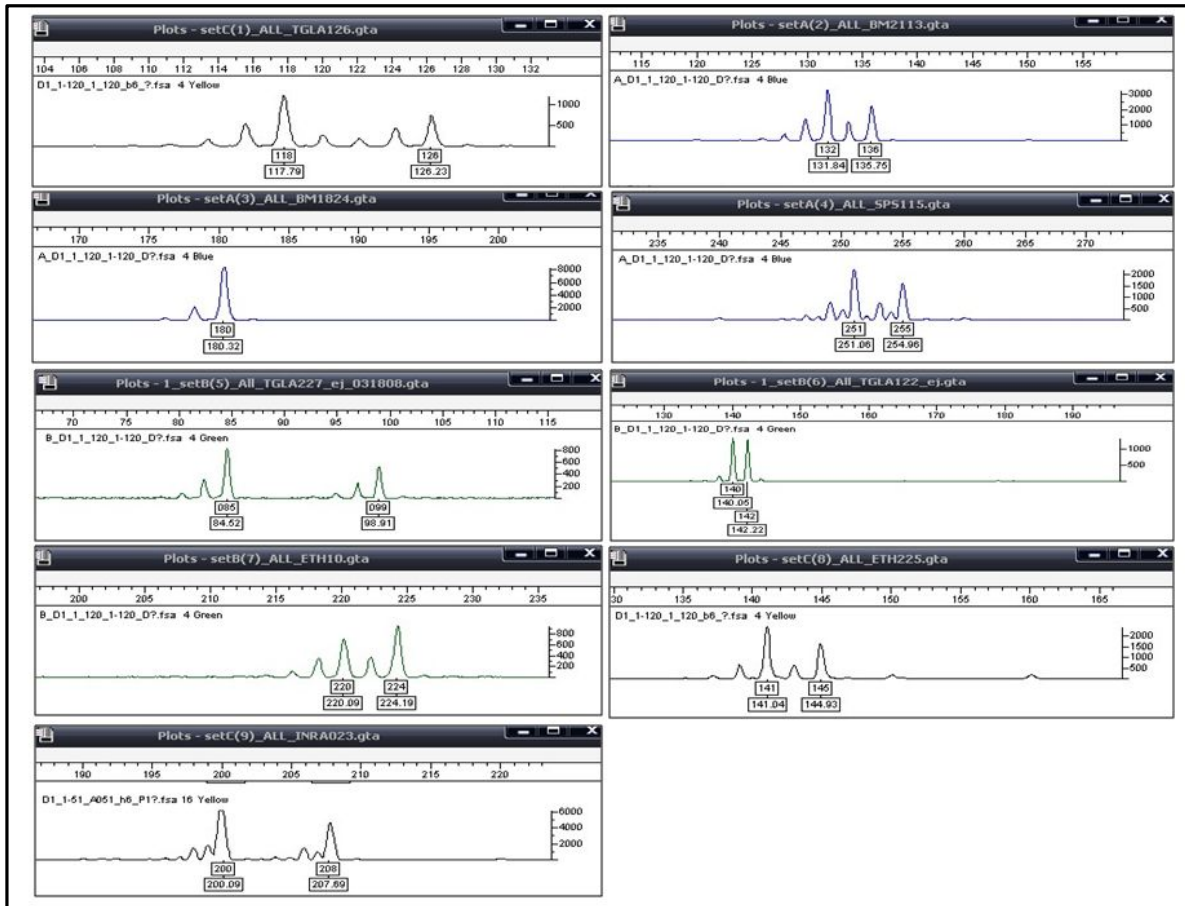 Plots - setC(1)_ALL_TGLA126.gta
104 106 108 110 112 114 116 118 120 122 124 126 128 130 132
D1_1-120_1_120_b6_?.fsa 4 Yellow
1000
500
118 126
117.79 126.23
Plots - setA(2)_ALL_BM2113.gta
115 120 125 130 135 140 145 150 155
A_D1_1_120_1-120_D?.fsa 4 Blue
3000
2000
1000
132 136
131.84 135.75
Plots - setA(3)_ALL_BM1824.gta
170 175 180 185 190 195 200
A_D1_1_120_1-120_D?.fsa 4 Blue
8000
6000
4000
2000
180
180.32
Plots - setA(4)_ALL_SPS115.gta
235 240 245 250 255 260 265 270
A_D1_1_120_1-120_D?.fsa 4 Blue
2000
1500
1000
500
251 255
251.06 254.96
Plots - 1_setB(5)_All_TGLA227_ej_031808.gta
70 75 80 85 90 95 100 105 110 115
B_D1_1_120_1-120_D?.fsa 4 Green
800
600
400
200
085 099
84.52 98.91
Plots - 1_setB(6)_All_TGLA122_ej.gta
130 140 150 160 170 180 190
B_D1_1_120_1-120_D?.fsa 4 Green
1000
500
140
140.05
142
142.22
Plots - setB(7)_ALL_ETH10.gta
200 205 210 215 220 225 230 235
B_D1_1_120_1-120_D?.fsa 4 Green
800
600
400
200
220 224
220.09 224.19
Plots - setC(8)_ALL_ETH225.gta
30 135 140 145 150 155 160 165
D1_1-120_1_120_b6_?.fsa 4 Yellow
2000
1500
1000
500
141 145
141.04 144.93
Plots - setC(9)_ALL_INRA023.gta
190 195 200 205 210 215 220
D1_1-51_A051_h6_P1?.fsa 16 Yellow
6000
4000
2000
0
200 208
200.09 207.69